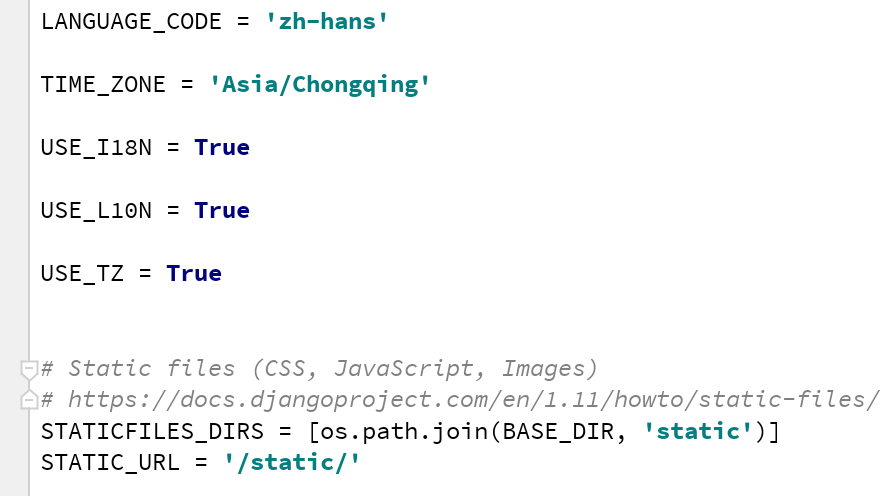 LANGUAGE_CODE = 'zh-hans'
TIME_ZONE = 'Asia/Chongqing'
USE_I18N = True
USE_L10N = True
USE_TZ = True
# Static files (CSS, JavaScript, Images)
# https://docs.djangoproject.com/en/1.11/howto/static-files/
STATICFILES_DIRS = [os.path.join(BASE_DIR, 'static')]
STATIC_URL = '/static/'